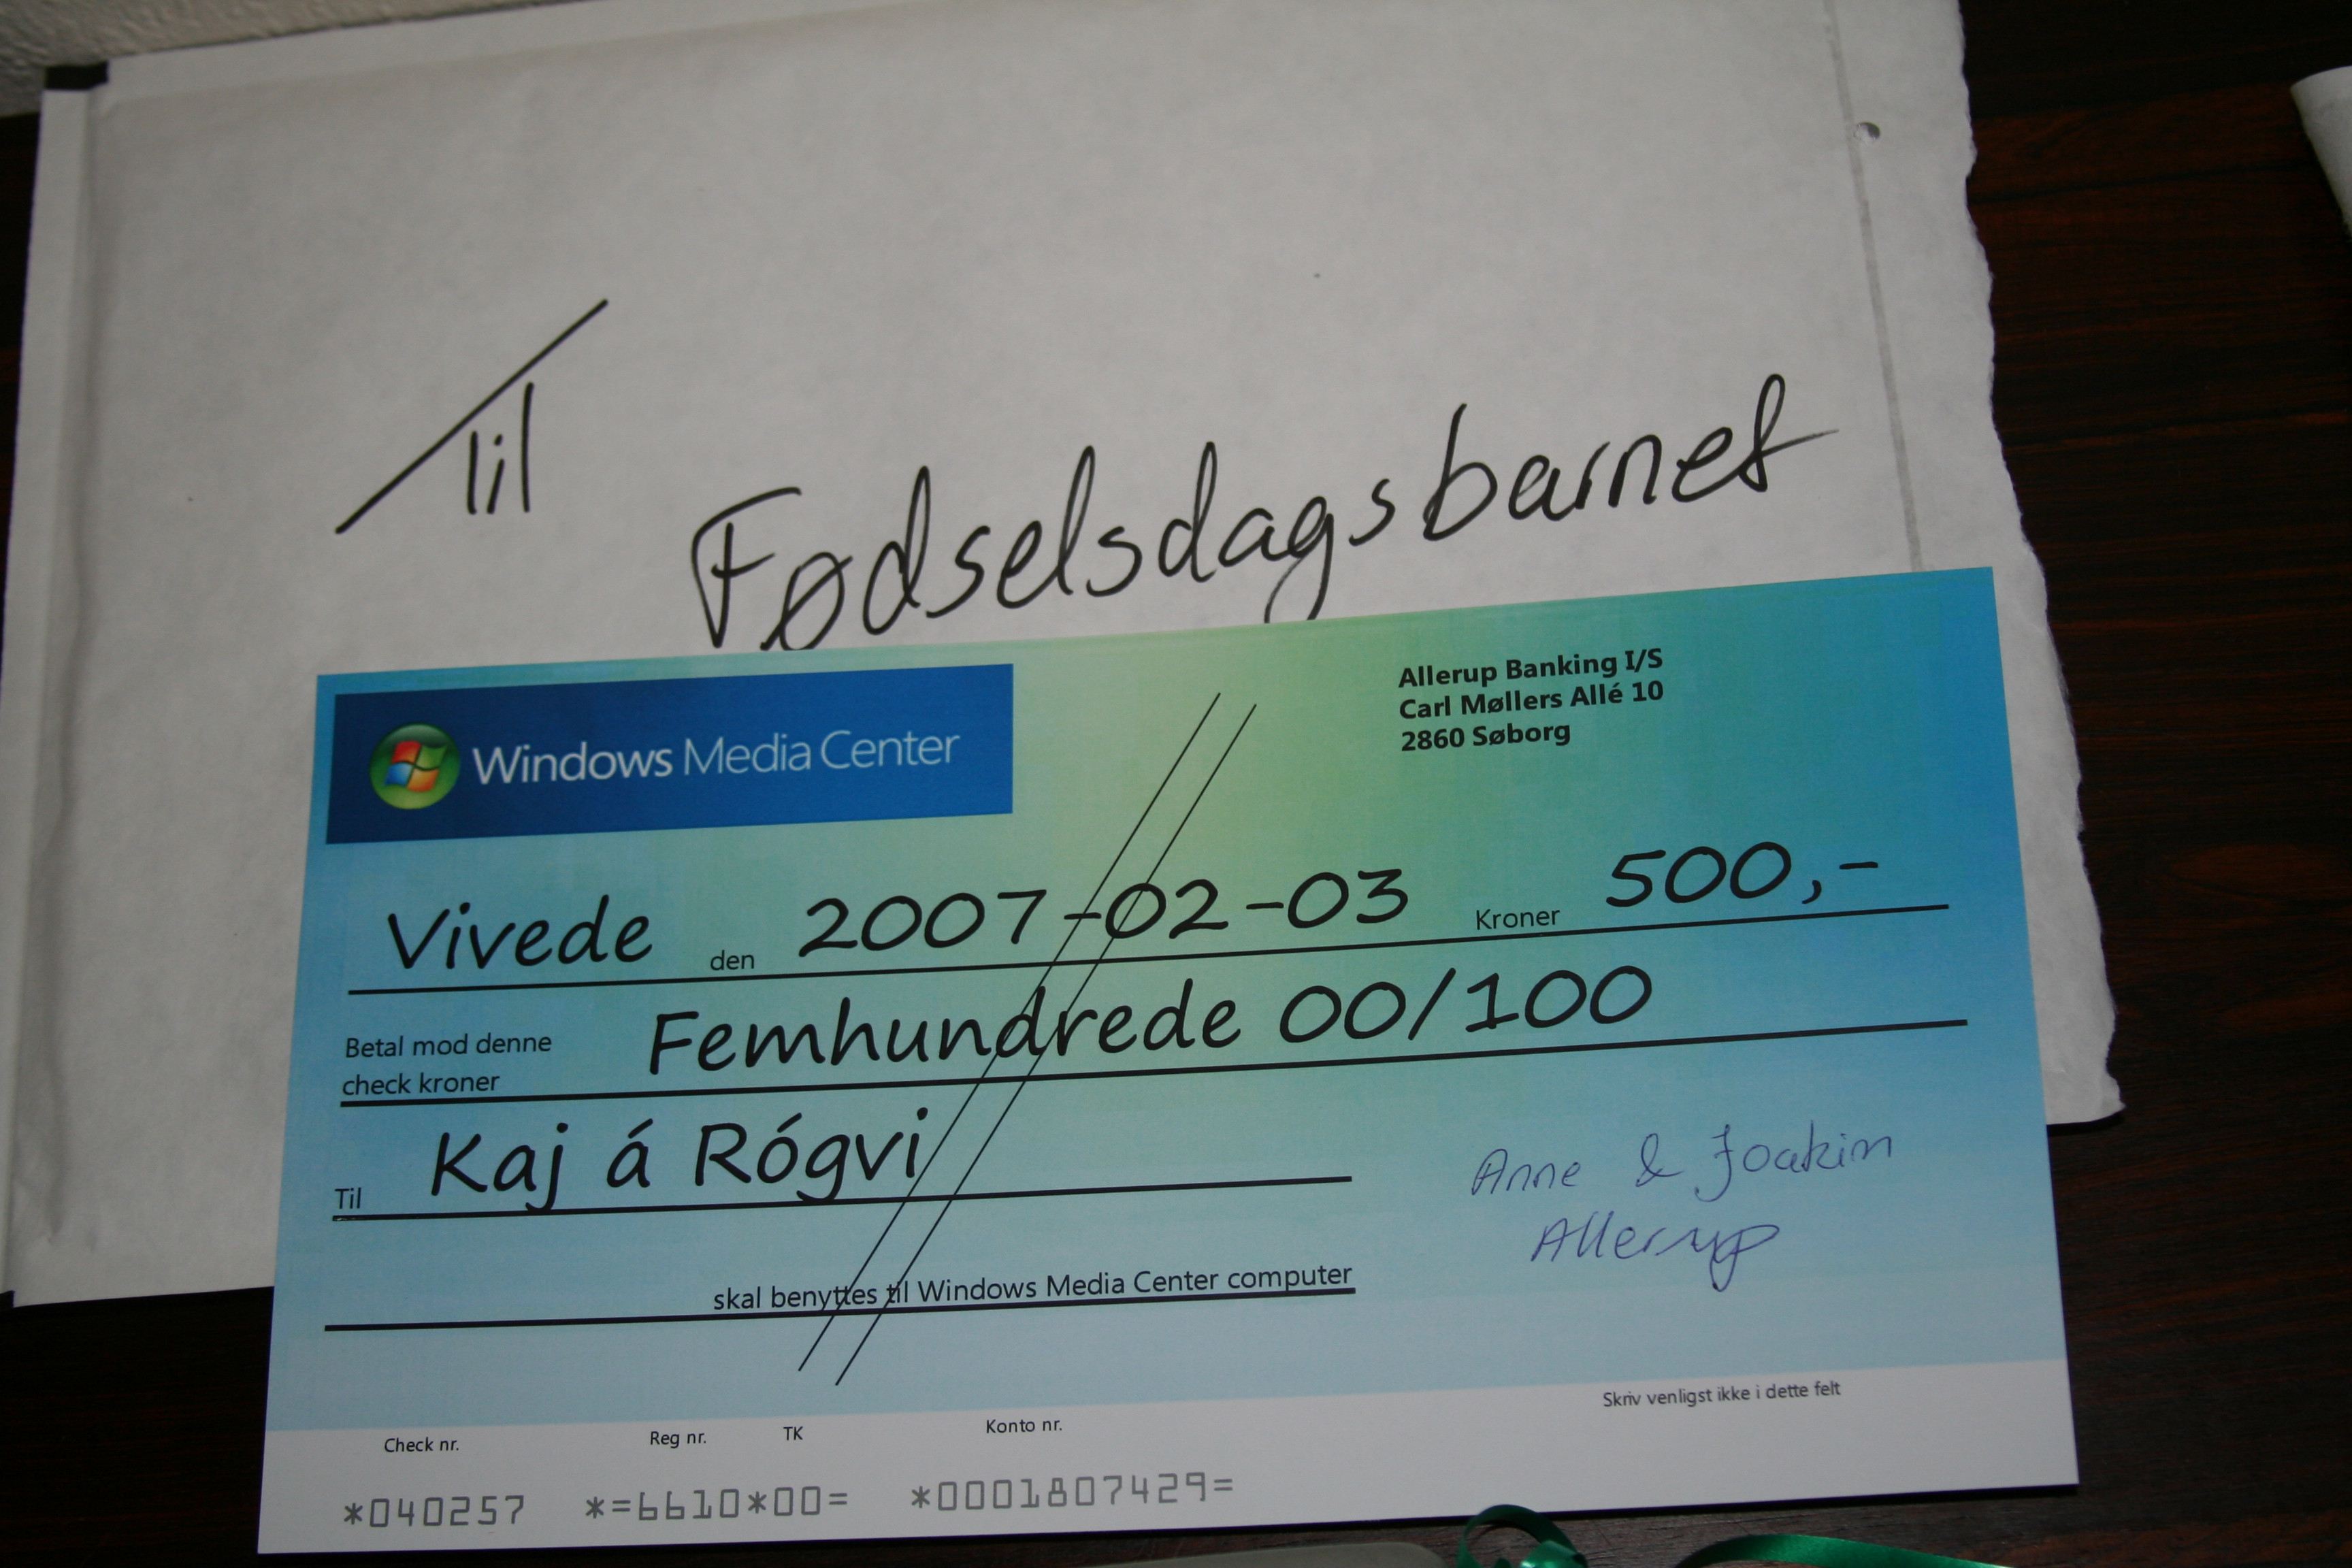 Til
Fødselsdagsbarnet
Windows Media Center
Allerup Banking I/S
Carl Møllers Allé 10
2860 Søborg
Vivede den 2007-02-03 Kroner 500,-
Betal mod denne
check kroner Femhundrede 00/100
Til Kaj á Rógvi
Anne & Joakim
Allerup
skal benyttes til Windows Media Center computer
Skriv venligst ikke i dette felt
Check nr. Reg nr. TK Konto nr.
*040257 *=6610*00= *0001807429=